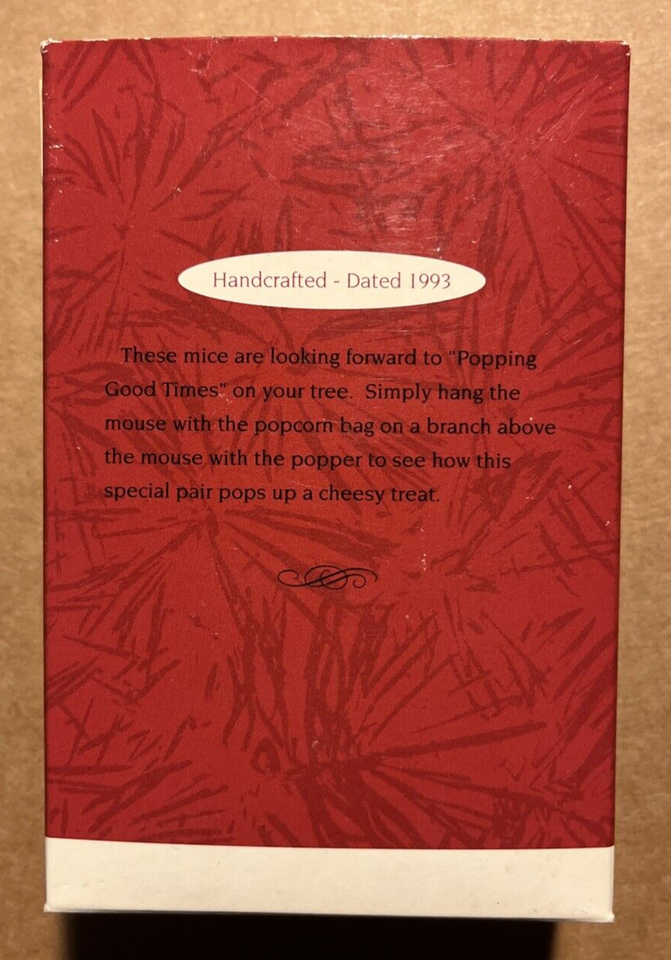 Handcrafted - Dated 1993
These mice are looking forward to "Popping
Good Times" on your tree. Simply hang the
mouse with the popcorn bag on a branch above
the mouse with the popper to see how this
special pair pops up a cheesy treat.